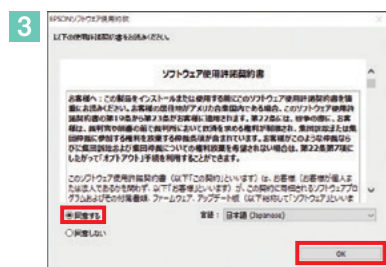 3
EPSONソフトウェア使用許諾
以下の使用許諾契約書をお読みください。
ソフトウェア使用許諾契約書
お客様へ：この製品をインストールまたは使用する前にこのソフトウェア使用許諾契約書を慎
重にお読みください。お客様の居住地がアメリカ合衆国内である場合、このソフトウェア使用許
諾契約書の第19条から第23条がお客様に適用されます。第22条には、紛争の際に、お客
様は、裁判官や陪審の前で裁判所において救済を求める権利が制限され、集団訴訟または集
団仲裁に参加する権利を放棄する仲裁条項が含まれています。お客様がこのような仲裁なら
びに集団訴訟および集団仲裁についての権利放棄を希望されない場合は、第22条第7項に
したがって「オプトアウト」手続を利用することができます。
このソフトウェア使用許諾契約書（以下「この契約」といいます）は、お客様（お客様が個人ま
たは法人であるかを問わず、以下「お客様」といいます）が、この契約に同梱されるソフトウェアプロ
グラムおよびその付属書類、ファームウェア、アップデート版（以下総称して「ソフトウェア」といいま
同意する
言語：
日本語 (Japanese)
同意しない
OK